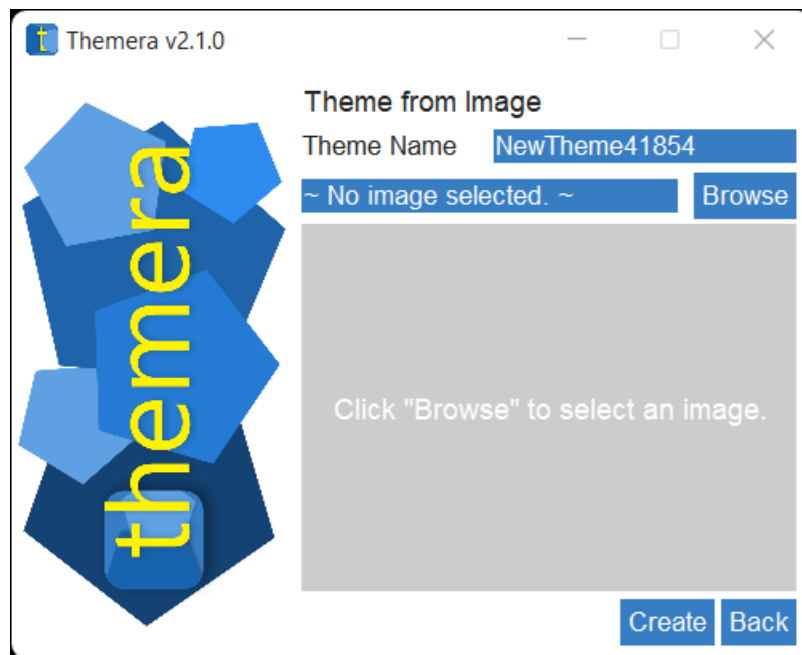 Themera v2.1.0
themera
Theme from Image
Theme Name NewTheme41854
~ No image selected. ~ Browse
Click "Browse" to select an image.
Create Back